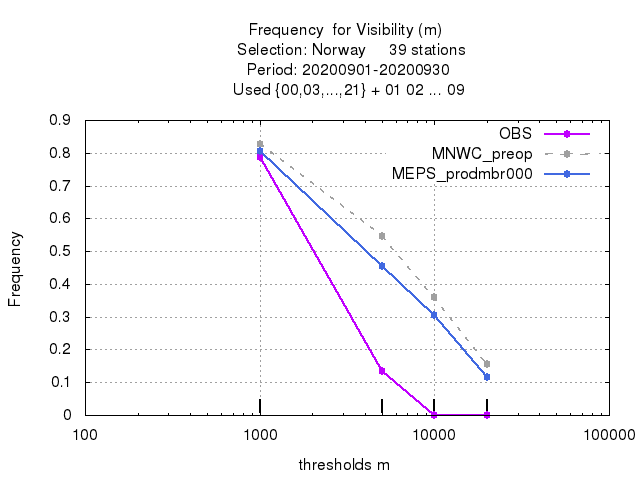 Frequency for Visibility (m)
Selection: Norway 39 stations
Period: 20200901-20200930
Used {00,03,...,21} + 01 02 ... 09
0.9
0.8
0.7
0.6
0.5
0.4
0.3
0.2
0.1
0
Frequency
OBS
MNWC_preop
MEPS_prodmbr000
100 1000 10000 100000
thresholds m